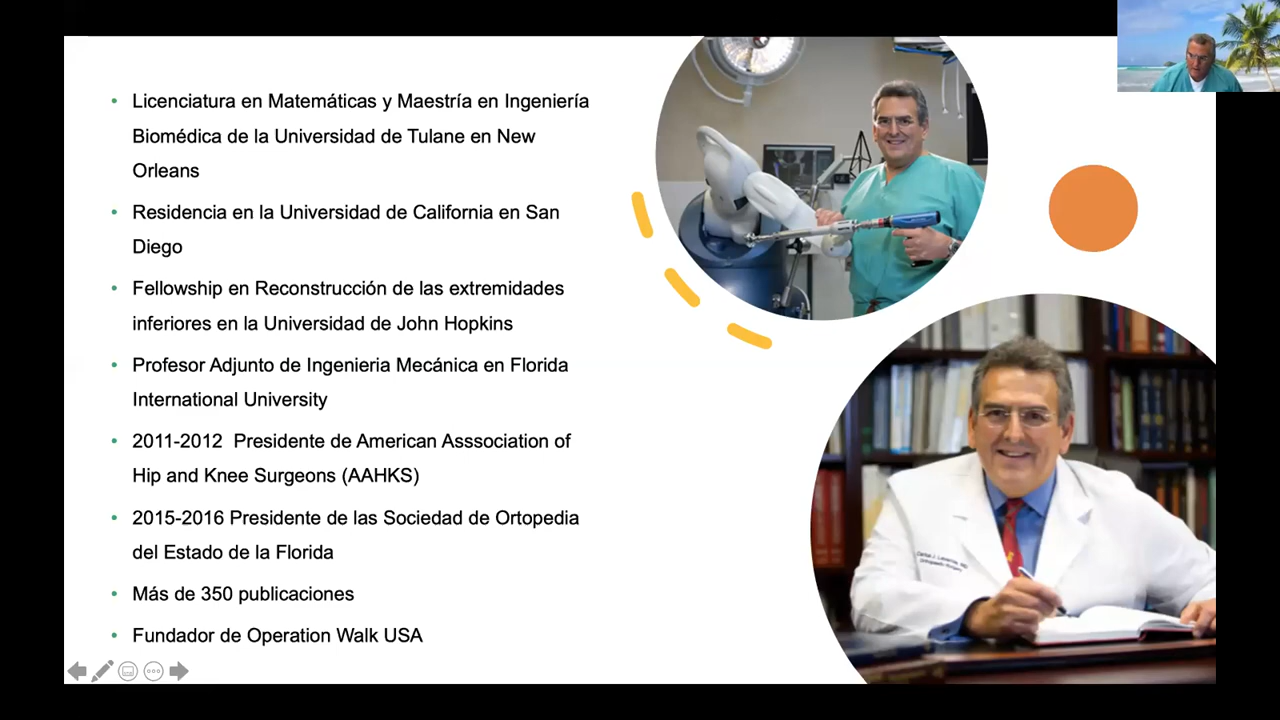 Licenciatura en Matemáticas y Maestría en Ingeniería
Biomédica de la Universidad de Tulane en New
Orleans
Residencia en la Universidad de California en San
Diego
Fellowship en Reconstrucción de las extremidades
inferiores en la Universidad de John Hopkins
Profesor Adjunto de Ingenieria Mecánica en Florida
International University
2011-2012 Presidente de American Asssociation of
Hip and Knee Surgeons (AAHKS)
2015-2016 Presidente de las Sociedad de Ortopedia
del Estado de la Florida
Más de 350 publicaciones
Fundador de Operation Walk USA